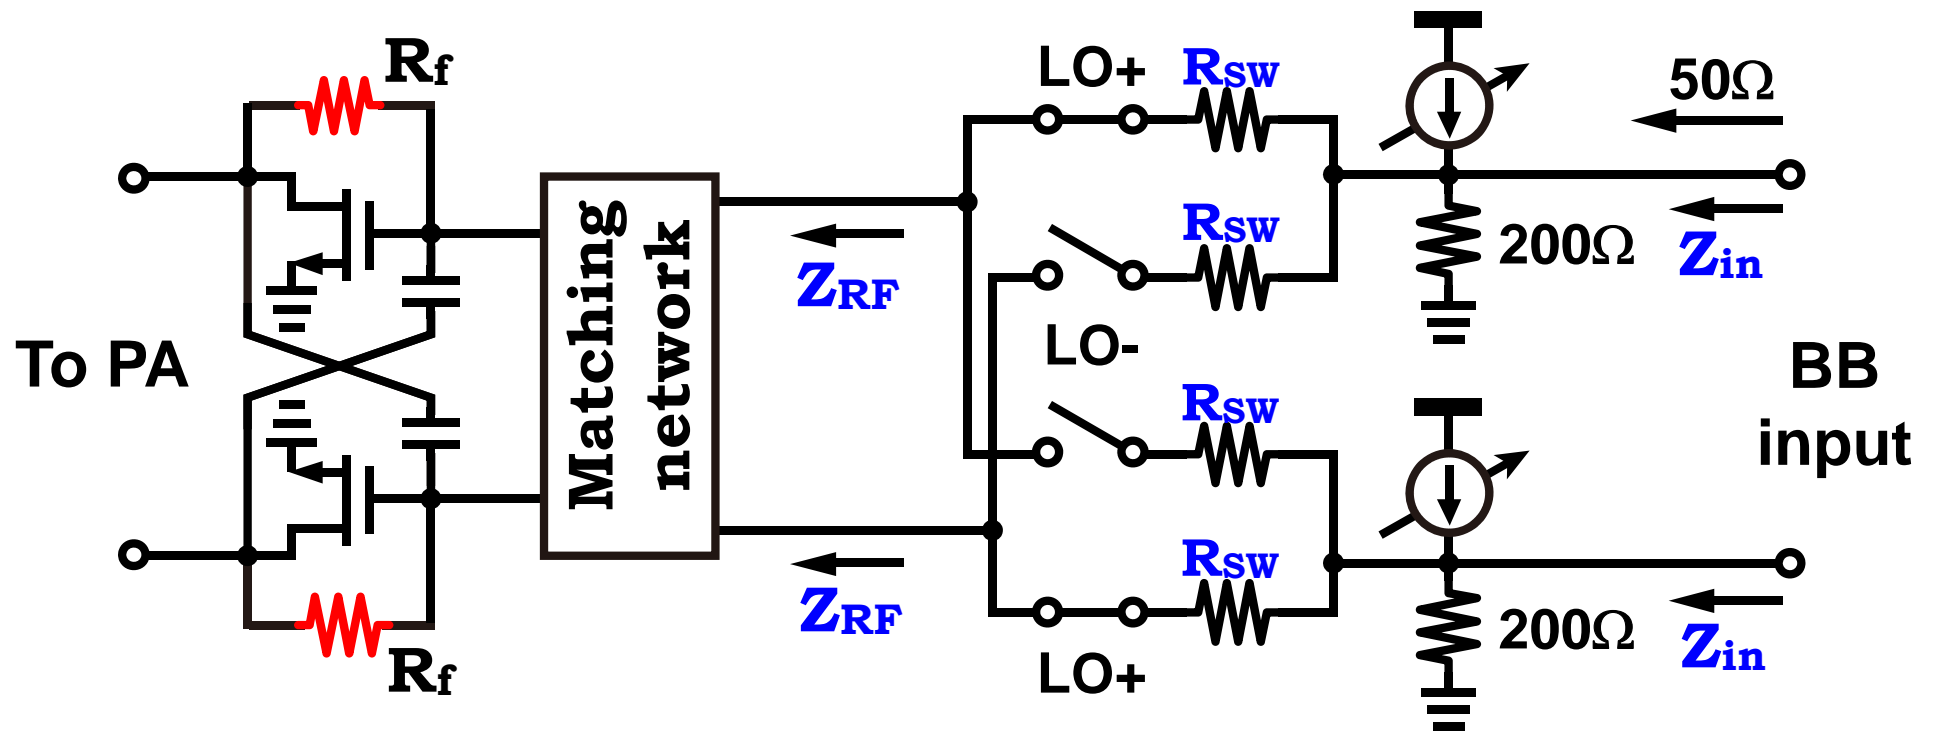 Rf
To PA
Rf
Matching
network
ZRF
ZRF
LO+
RSW
RSW
LO-
RSW
RSW
LO+
50Ω
200Ω
Zin
BB
input
200Ω
Zin